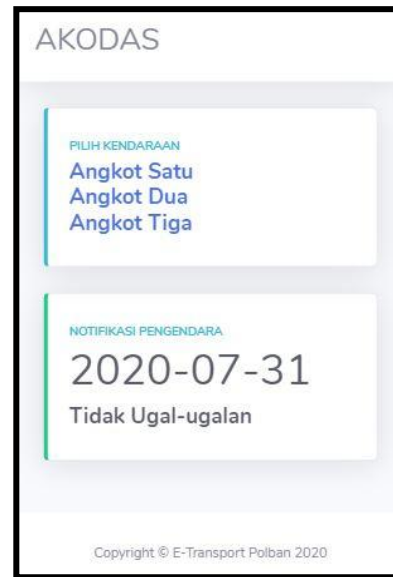 AKODAS
PILIH KENDARAAN
Angkot Satu
Angkot Dua
Angkot Tiga
NOTIFIKASI PENGENDARA
2020-07-31
Tidak Ugal-ugalan
Copyright © E-Transport Polban 2020